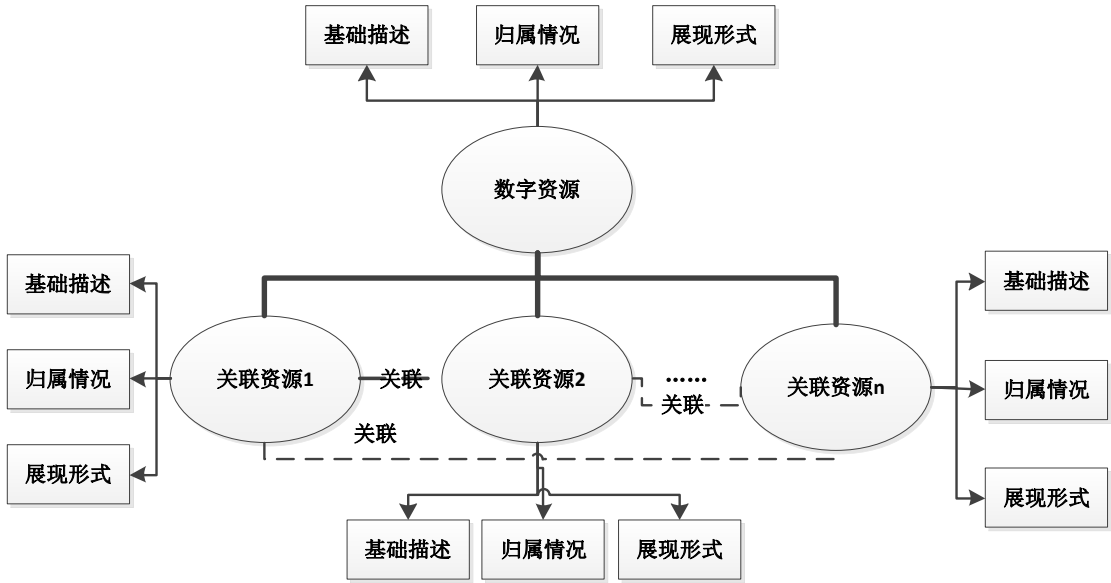 基础描述
归属情况
展现形式
数字资源
基础描述
归属情况
展现形式
关联资源1
关联
关联资源2
……
关联
关联资源n
关联
基础描述
归属情况
展现形式
基础描述
归属情况
展现形式